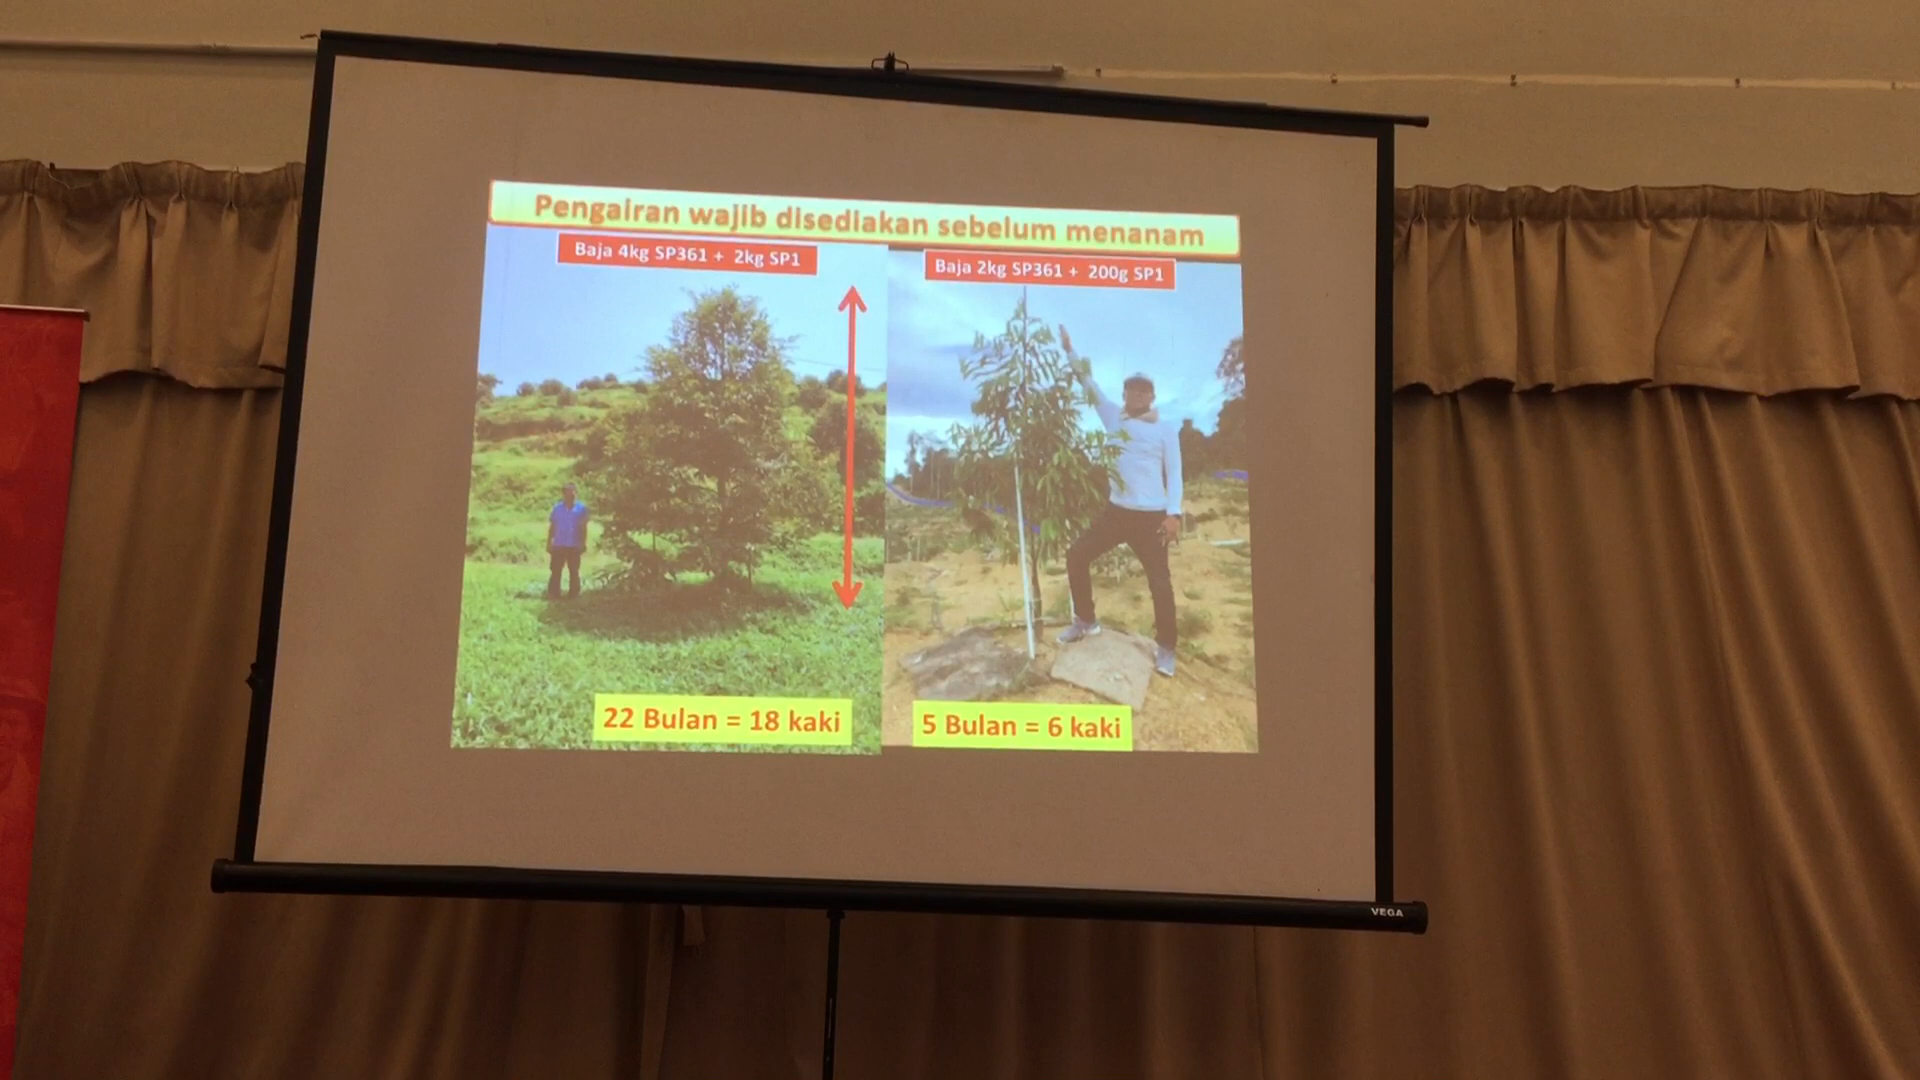 Pengairan wajib disediakan sebelum menanam
Baja 4kg SP361 + 2kg SP1
Baja 2kg SP361 + 200g SP1
22 Bulan = 18 kaki
5 Bulan = 6 kaki
VEGA